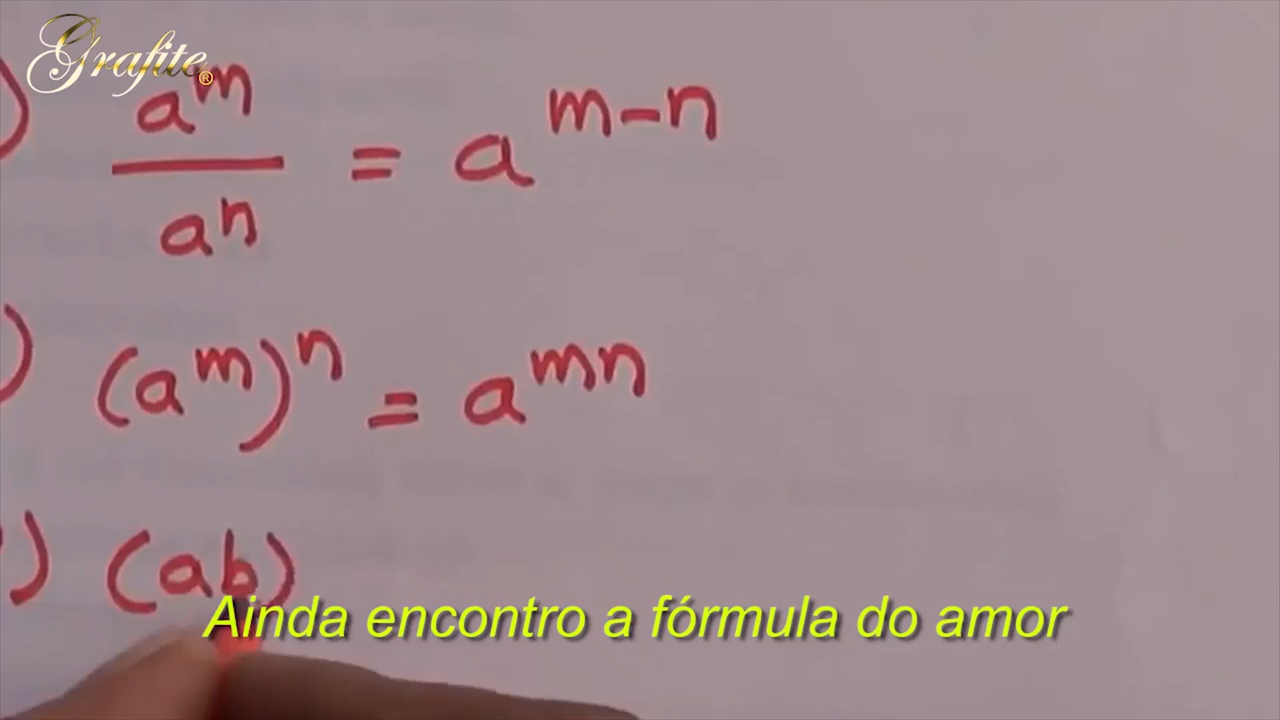 Grafite®
) a^m / a^n = a^{m-n}
) (a^m)^n = a^{mn}
) (ab)
Ainda encontro a fórmula do amor